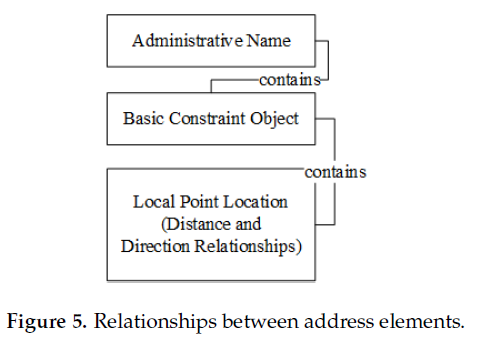 Administrative Name
contains
Basic Constraint Object
contains
Local Point Location
(Distance and
Direction Relationships)
Figure 5. Relationships between address elements.